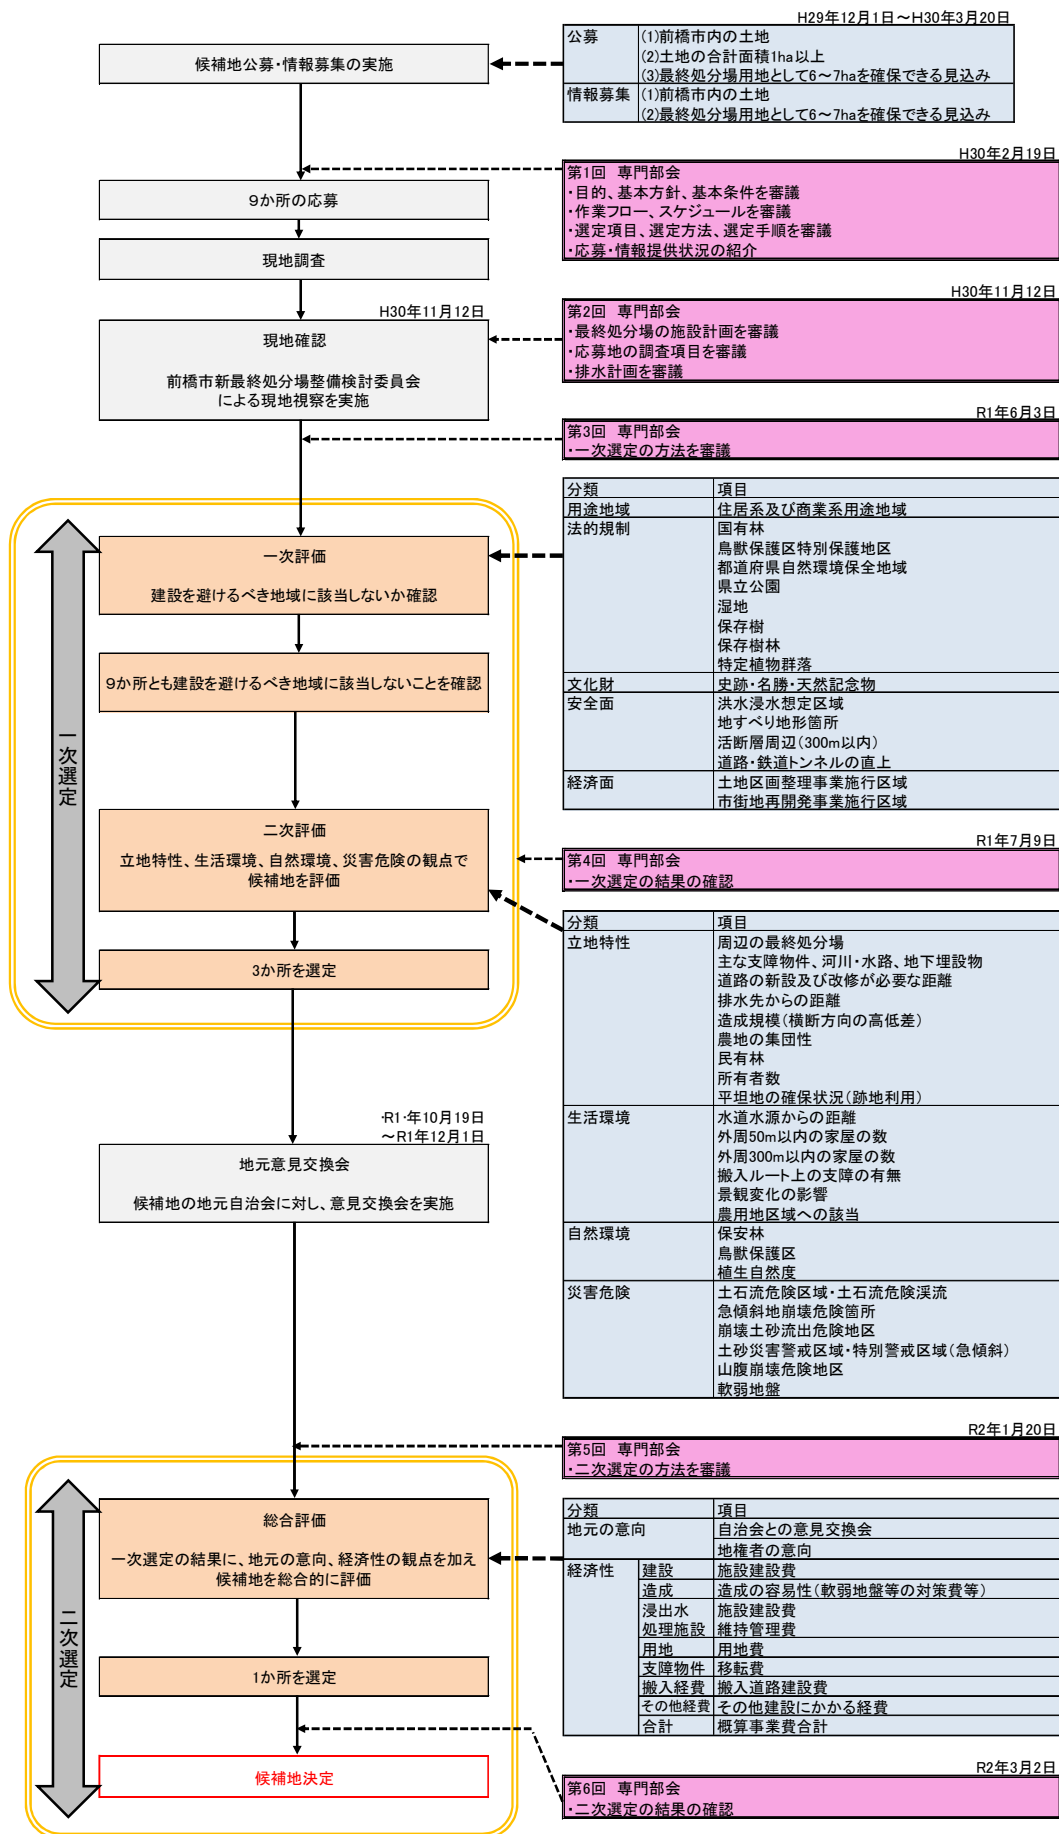 H29年12月1日～H30年3月20日
候補地公募・情報募集の実施
公募 (1)前橋市内の土地
(2)土地の合計面積1ha以上
(3)最終処分場用地として6～7haを確保できる見込み
情報募集 (1)前橋市内の土地
(2)最終処分場用地として6～7haを確保できる見込み
H30年2月19日
第1回 専門部会
・目的、基本方針、基本条件を審議
・作業フロー、スケジュールを審議
・選定項目、選定方法、選定手順を審議
・応募・情報提供状況の紹介
9か所の応募
現地調査
H30年11月12日
第2回 専門部会
・最終処分場の施設計画を審議
・応募地の調査項目を審議
・排水計画を審議
H30年11月12日
現地確認
前橋市新最終処分場整備検討委員会
による現地視察を実施
R1年6月3日
第3回 専門部会
・一次選定の方法を審議
一次選定
一次評価
建設を避けるべき地域に該当しないか確認
9か所とも建設を避けるべき地域に該当しないことを確認
分類 項目
用途地域 住居系及び商業系用途地域
法的規制 国有林
鳥獣保護区特別保護地区
都道府県自然環境保全地域
県立公園
湿地
保存樹
保存樹林
特定植物群落
文化財 史跡・名勝・天然記念物
安全面 洪水浸水想定区域
地すべり地形箇所
活断層周辺(300m以内)
道路・鉄道トンネルの直上
経済面 土地区画整理事業施行区域
市街地再開発事業施行区域
二次評価
立地特性、生活環境、自然環境、災害危険の観点で
候補地を評価
R1年7月9日
第4回 専門部会
・一次選定の結果の確認
3か所を選定
分類 項目
立地特性 周辺の最終処分場
主な支障物件、河川・水路、地下埋設物
道路の新設及び改修が必要な距離
排水先からの距離
造成規模(横断方向の高低差)
農地の集団性
民有林
所有者数
平坦地の確保状況(跡地利用)
生活環境 水道水源からの距離
外周50m以内の家屋の数
外周300m以内の家屋の数
搬入ルート上の支障の有無
景観変化の影響
農用地区域への該当
自然環境 保安林
鳥獣保護区
植生自然度
災害危険 土石流危険区域・土石流危険渓流
急傾斜地崩壊危険箇所
崩壊土砂流出危険地区
土砂災害警戒区域・特別警戒区域(急傾斜)
山腹崩壊危険地区
軟弱地盤
・R1・年10月19日
～R1年12月1日
地元意見交換会
候補地の地元自治会に対し、意見交換会を実施
R2年1月20日
第5回 専門部会
・二次選定の方法を審議
二次選定
総合評価
一次選定の結果に、地元の意向、経済性の観点を加え
候補地を総合的に評価
1か所を選定
候補地決定
分類 項目
地元の意向 自治会との意見交換会
地権者の意向
経済性 建設 施設建設費
造成 造成の容易性(軟弱地盤等の対策費等)
浸出水 施設建設費
処理施設 維持管理費
用地 用地費
支障物件 移転費
搬入経費 搬入道路建設費
その他経費 その他建設にかかる経費
合計 概算事業費合計
R2年3月2日
第6回 専門部会
・二次選定の結果の確認